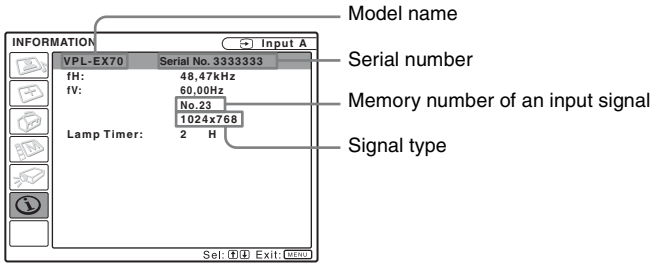 Model name
INFORMATION Input A
VPL-EX70 Serial No. 3333333
Serial number
fH: 48,47kHz
fV: 60,00Hz
No.23
Memory number of an input signal
1024x768
Lamp Timer: 2 H
Signal type
M
i
Sel: Exit: MENU